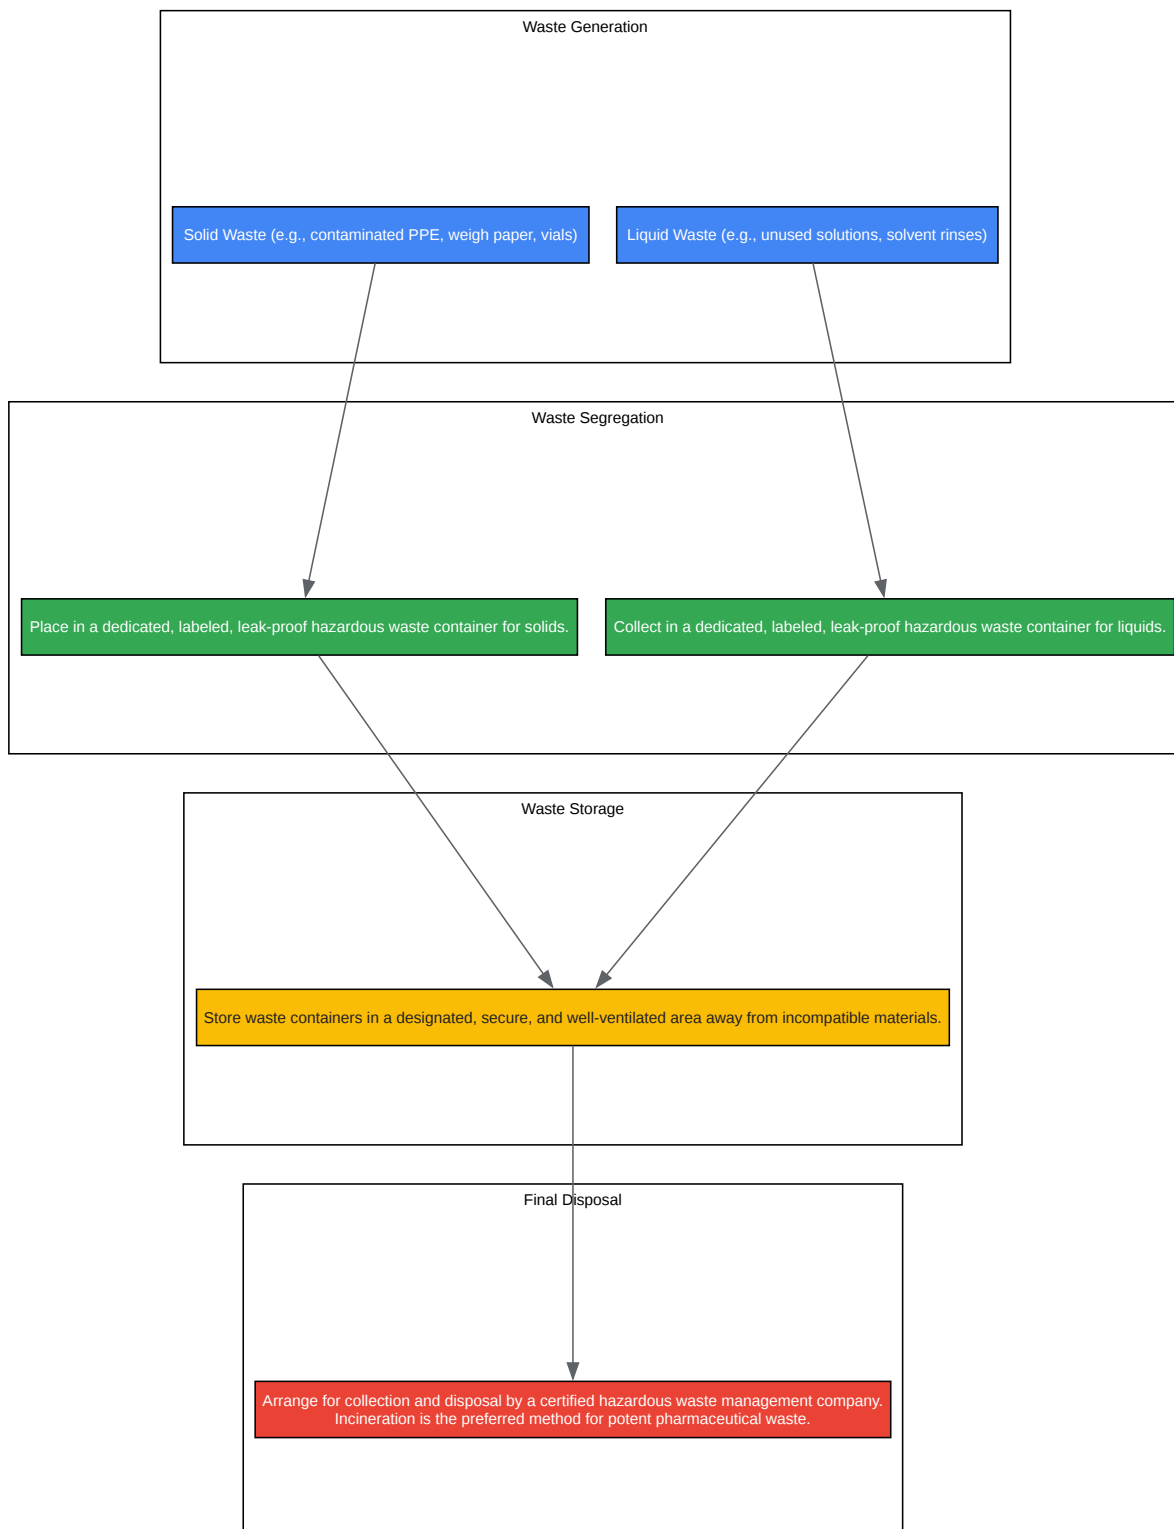 Waste Generation
Solid Waste (e.g., contaminated PPE, weigh paper, vials)
Liquid Waste (e.g., unused solutions, solvent rinses)
Waste Segregation
Place in a dedicated, labeled, leak-proof hazardous waste container for solids.
Collect in a dedicated, labeled, leak-proof hazardous waste container for liquids.
Waste Storage
Store waste containers in a designated, secure, and well-ventilated area away from incompatible materials.
Final Disposal
Arrange for collection and disposal by a certified hazardous waste management company.
Incineration is the preferred method for potent pharmaceutical waste.